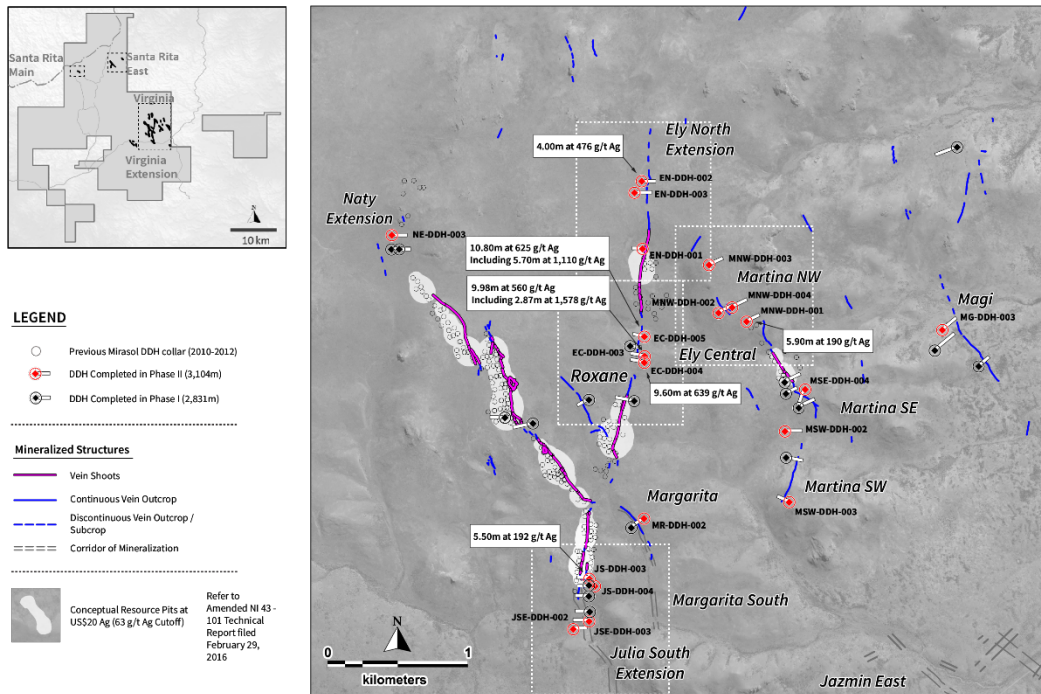 Santa Rita
Main
Santa Rita
East
Virginia
Virginia
Extension
N
10 km
LEGEND
Previous Mirasol DDH collar (2010-2012)
DDH Completed in Phase II (3,104m)
DDH Completed in Phase I (2,831m)
Mineralized Structures
Vein Shoots
Continuous Vein Outcrop
Discontinuous Vein Outcrop /
Subcrop
Corridor of Mineralization
Conceptual Resource Pits at
US$20 Ag (63 g/t Ag Cutoff)
Refer to
Amended NI 43 -
101 Technical
Report filed
February 29,
2016
Ely North
Extension
4.00m at 476 g/t Ag
EN-DDH-002
EN-DDH-003
Naty
Extension
NE-DDH-003
10.80m at 625 g/t Ag
Including 5.70m at 1,110 g/t Ag
EN-DDH-001
MNW-DDH-003
Martina NW
9.98m at 560 g/t Ag
Including 2.87m at 1,578 g/t Ag
MNW-DDH-002
MNW-DDH-004
MNW-DDH-001
Magi
MG-DDH-003
EC-DDH-005
5.90m at 190 g/t Ag
EC-DDH-003
Ely Central
EC-DDH-004
Roxane
9.60m at 639 g/t Ag
MSE-DDH-004
Martina SE
MSW-DDH-002
Martina SW
MSW-DDH-003
Margarita
MR-DDH-002
5.50m at 192 g/t Ag
JS-DDH-003
JS-DDH-004
Margarita South
JSE-DDH-002
JSE-DDH-003
Julia South
Extension
N
0
1
kilometers
Jazmin East